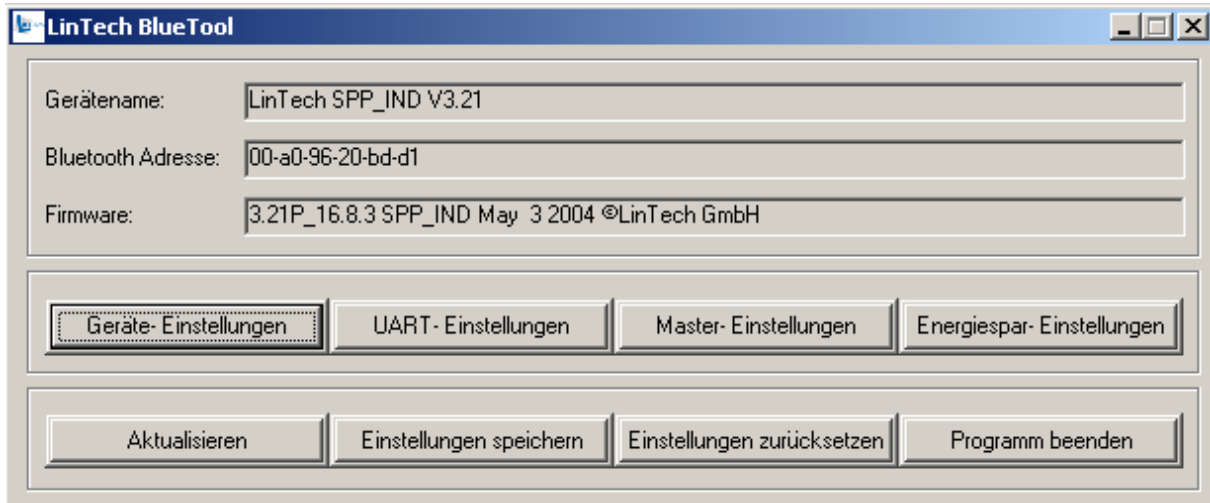 LinTech BlueTool
Gerätename: LinTech SPP_IND V3.21
Bluetooth Adresse: 00-a0-96-20-bd-d1
Firmware: 3.21P_16.8.3 SPP_IND May  3 2004 ©LinTech GmbH
Geräte- Einstellungen UART- Einstellungen Master- Einstellungen Energiespar- Einstellungen
Aktualisieren Einstellungen speichern Einstellungen zurücksetzen Programm beenden